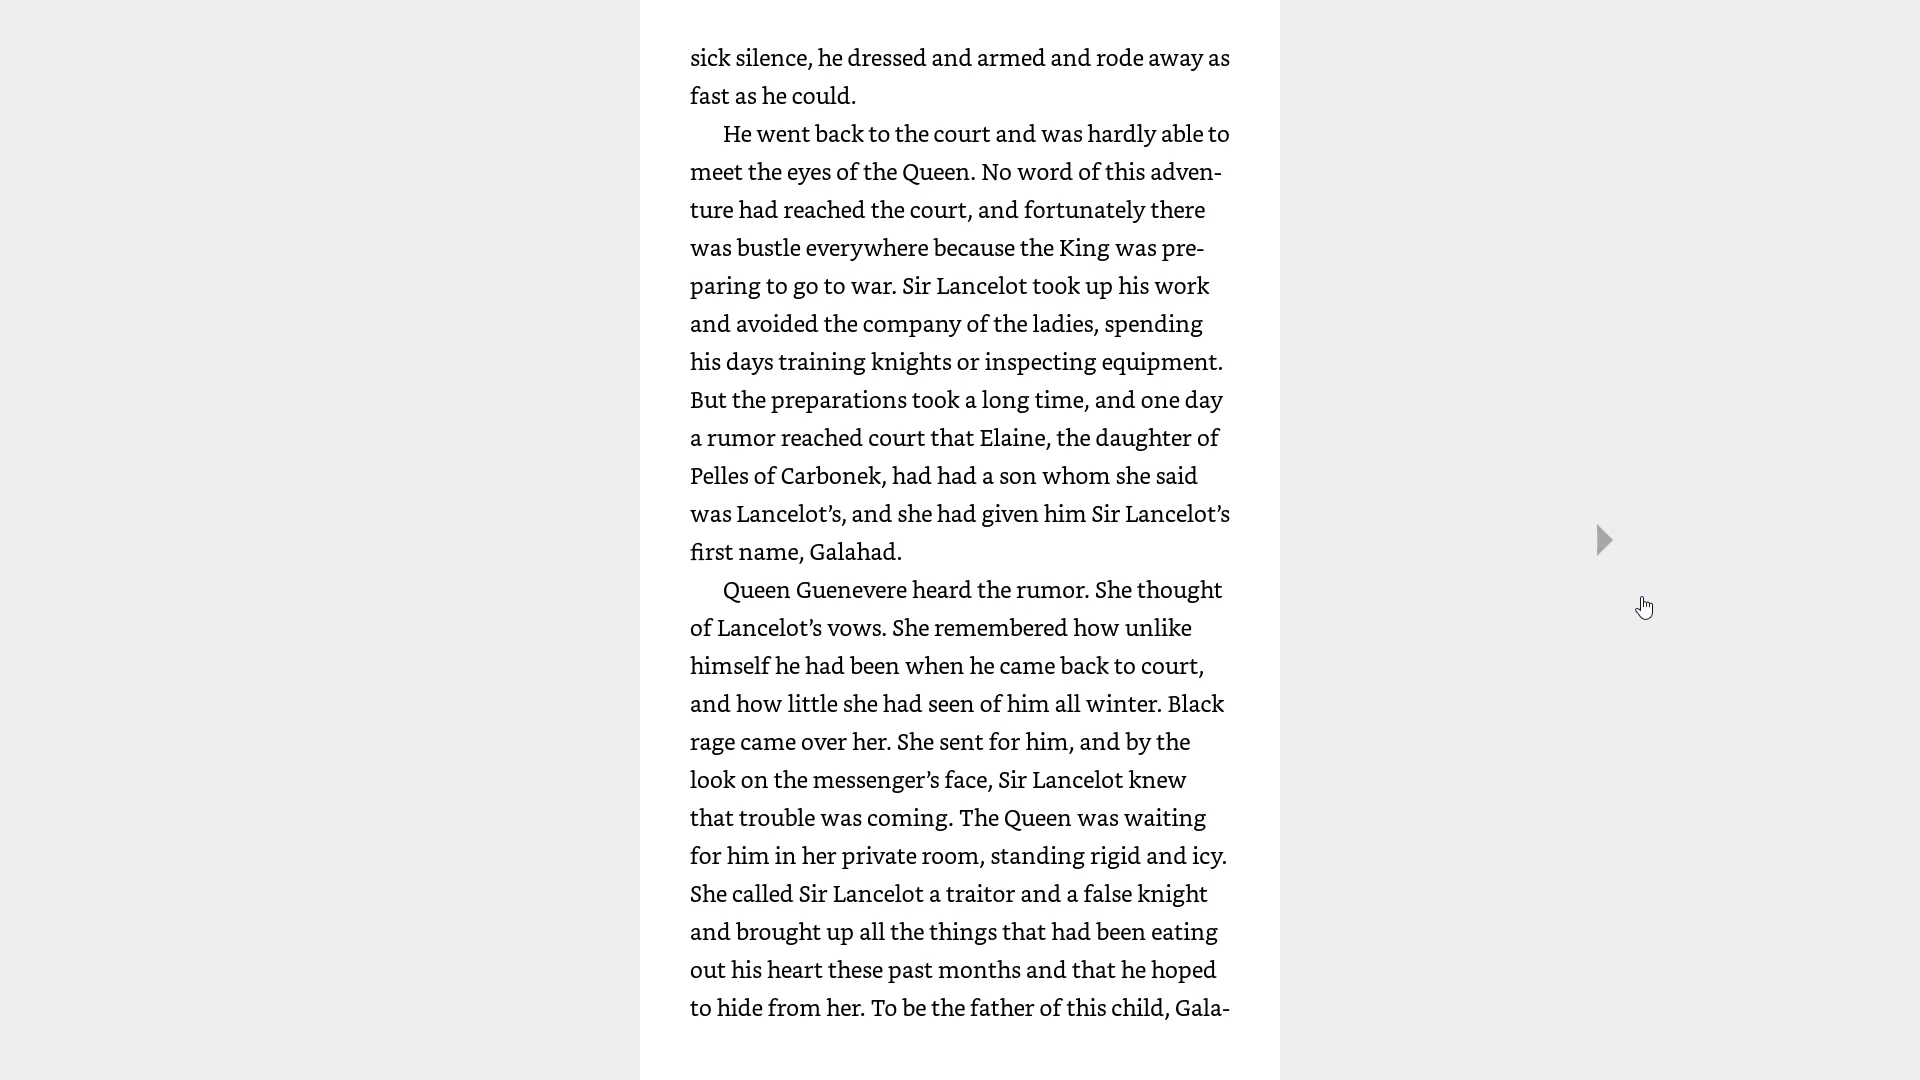 sick silence, he dressed and armed and rode away as
fast as he could.
He went back to the court and was hardly able to
meet the eyes of the Queen. No word of this adven-
ture had reached the court, and fortunately there
was bustle everywhere because the King was pre-
paring to go to war. Sir Lancelot took up his work
and avoided the company of the ladies, spending
his days training knights or inspecting equipment.
But the preparations took a long time, and one day
a rumor reached court that Elaine, the daughter of
Pelles of Carbonek, had had a son whom she said
was Lancelot’s, and she had given him Sir Lancelot’s
first name, Galahad.
Queen Guenevere heard the rumor. She thought
of Lancelot’s vows. She remembered how unlike
himself he had been when he came back to court,
and how little she had seen of him all winter. Black
rage came over her. She sent for him, and by the
look on the messenger’s face, Sir Lancelot knew
that trouble was coming. The Queen was waiting
for him in her private room, standing rigid and icy.
She called Sir Lancelot a traitor and a false knight
and brought up all the things that had been eating
out his heart these past months and that he hoped
to hide from her. To be the father of this child, Gala-